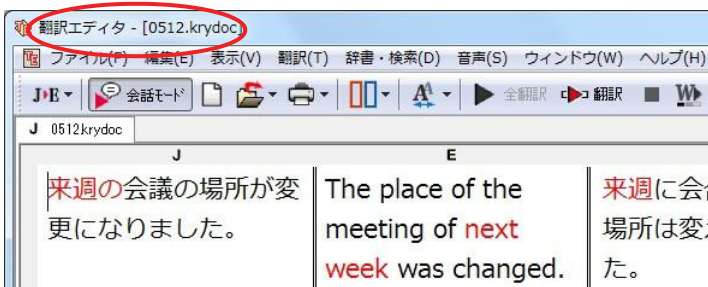 翻訳エディタ - [0512.krydoc]
ファイル(F) 編集(E) 表示(V) 翻訳(T) 辞書・検索(D) 音声(S) ウィンドウ(W) ヘルプ(H)
J▸E 会話モード 全翻訳 翻訳
J 0512.krydoc
J E
来週の会議の場所が変 The place of the 来週に会
更になりました。 meeting of next 場所は変
week was changed. た。